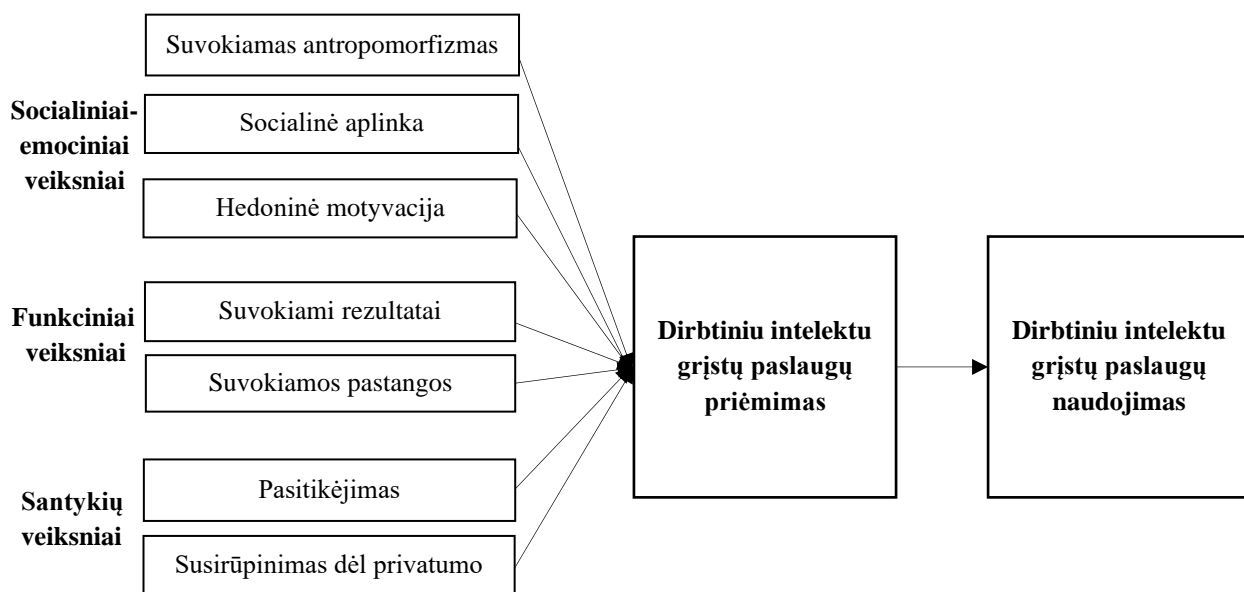 Socialiniai-
emociniai
veiksniai
Suvokiamas antropomorfizmas
Socialinė aplinka
Hedoninė motyvacija
Funkciniai
veiksniai
Suvokiami rezultatai
Suvokiamos pastangos
Santykių
veiksniai
Pasitikėjimas
Susirūpinimas dėl privatumo
Dirbtiniu intelektu
grįstų paslaugų
priėmimas
Dirbtiniu intelektu
grįstų paslaugų
naudojimas